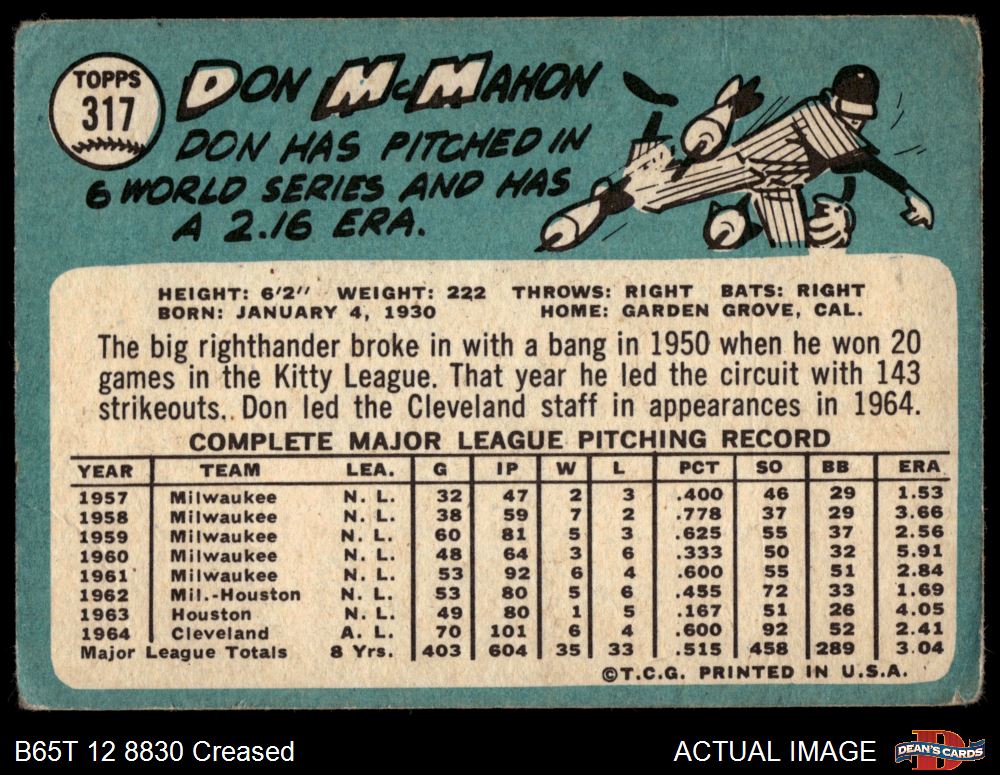 TOPPS
317
DON McMAHON
DON HAS PITCHED IN
6 WORLD SERIES AND HAS
A 2.16 ERA.
HEIGHT: 6'2" WEIGHT: 222 THROWS: RIGHT BATS: RIGHT
BORN: JANUARY 4, 1930 HOME: GARDEN GROVE, CAL.
The big righthander broke in with a bang in 1950 when he won 20
games in the Kitty League. That year he led the circuit with 143
strikeouts. Don led the Cleveland staff in appearances in 1964.
COMPLETE MAJOR LEAGUE PITCHING RECORD
YEAR TEAM LEA. G IP W L PCT SO BB ERA
1957 Milwaukee N. L. 32 47 2 3 .400 46 29 1.53
1958 Milwaukee N. L. 38 59 7 2 .778 37 29 3.66
1959 Milwaukee N. L. 60 81 5 3 .625 55 37 2.56
1960 Milwaukee N. L. 48 64 3 6 .333 50 32 5.91
1961 Milwaukee N. L. 53 92 6 4 .600 55 51 2.84
1962 Mil.-Houston N. L. 53 80 5 6 .455 72 33 1.69
1963 Houston N. L. 49 80 1 5 .167 51 26 4.05
1964 Cleveland A. L. 70 101 6 4 .600 92 52 2.41
Major League Totals 8 Yrs. 403 604 35 33 .515 458 289 3.04
©T.C.G. PRINTED IN U.S.A.
B65T 12 8830 Creased
ACTUAL IMAGE
DEAN'S CARDS